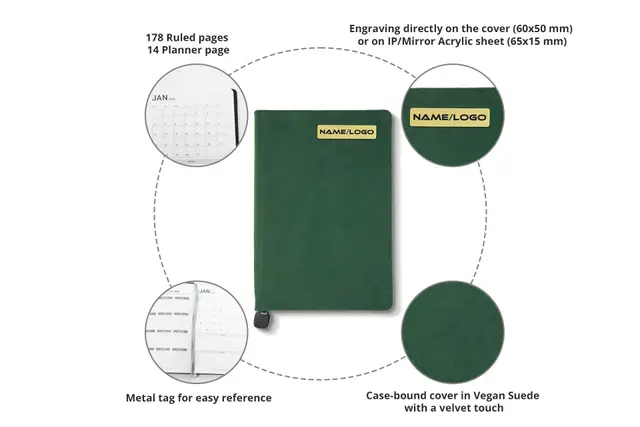 178 Ruled pages
14 Planner page
Engraving directly on the cover (60x50 mm)
or on IP/Mirror Acrylic sheet (65x15 mm)
JAN
NAME/LOGO
NAME/LOGO
JAN
Metal tag for easy reference
Case-bound cover in Vegan Suede
with a velvet touch